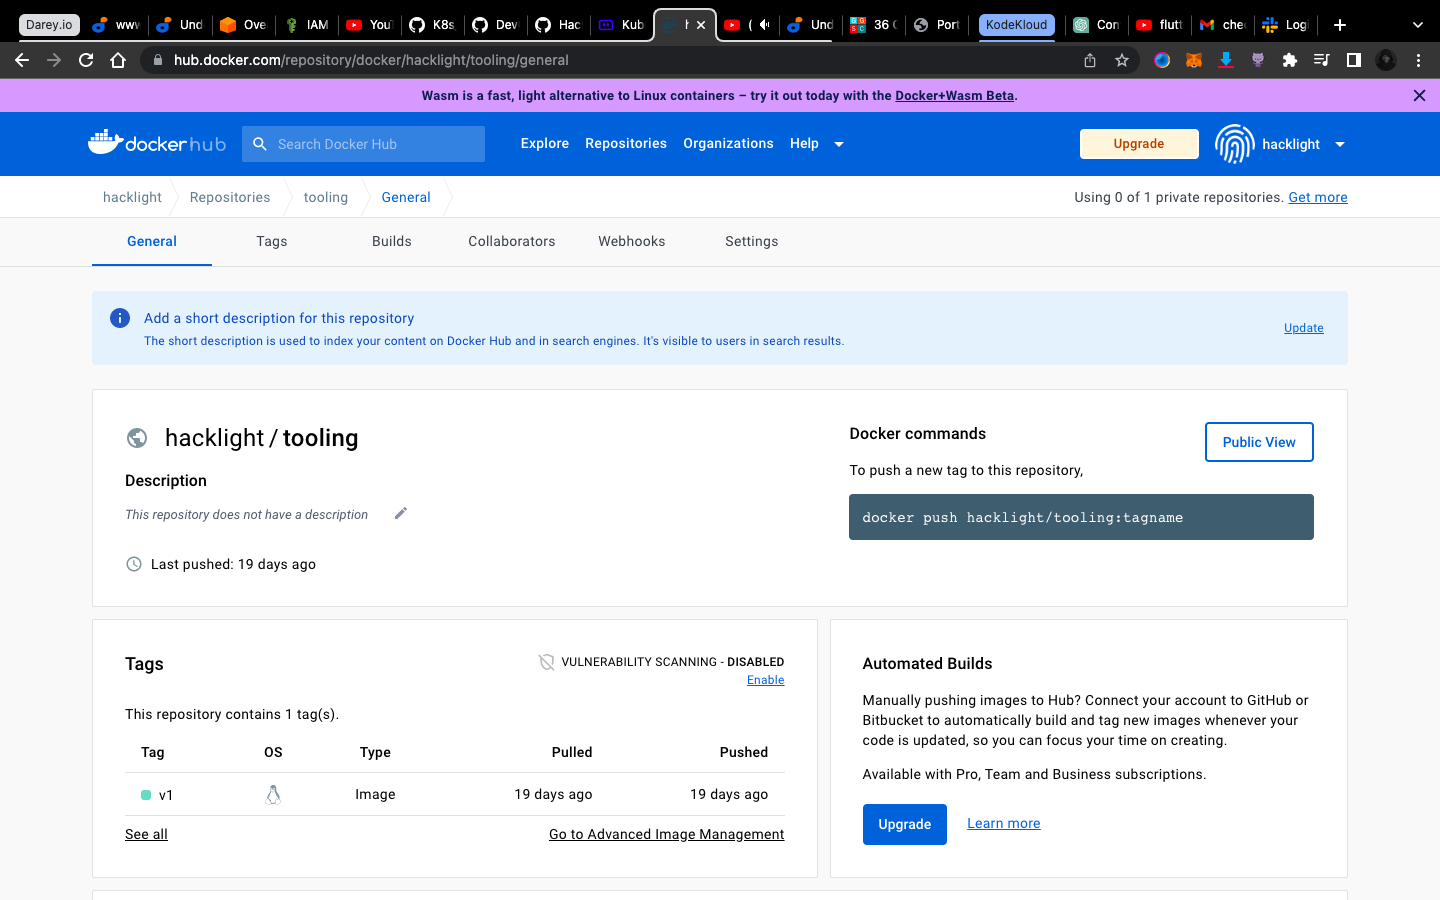 Darey.io
www
Und
Ove
IAM
You
K8s
Dev
Hac
Kub
Und
36
Port
KodeKloud
Con
flutt
chec
Logi
hub.docker.com/repository/docker/hacklight/tooling/general
Wasm is a fast, light alternative to Linux containers – try it out today with the Docker+Wasm Beta.
dockerhub
Search Docker Hub
Explore
Repositories
Organizations
Help
Upgrade
hacklight
hacklight
Repositories
tooling
General
Using 0 of 1 private repositories. Get more
General
Tags
Builds
Collaborators
Webhooks
Settings
Add a short description for this repository
The short description is used to index your content on Docker Hub and in search engines. It's visible to users in search results.
Update
hacklight / tooling
Description
This repository does not have a description
Last pushed: 19 days ago
Docker commands
Public View
To push a new tag to this repository,
docker push hacklight/tooling:tagname
Tags
VULNERABILITY SCANNING - DISABLED
Enable
This repository contains 1 tag(s).
Tag OS Type Pulled Pushed
v1 Image 19 days ago 19 days ago
See all
Go to Advanced Image Management
Automated Builds
Manually pushing images to Hub? Connect your account to GitHub or
Bitbucket to automatically build and tag new images whenever your
code is updated, so you can focus your time on creating.
Available with Pro, Team and Business subscriptions.
Upgrade
Learn more